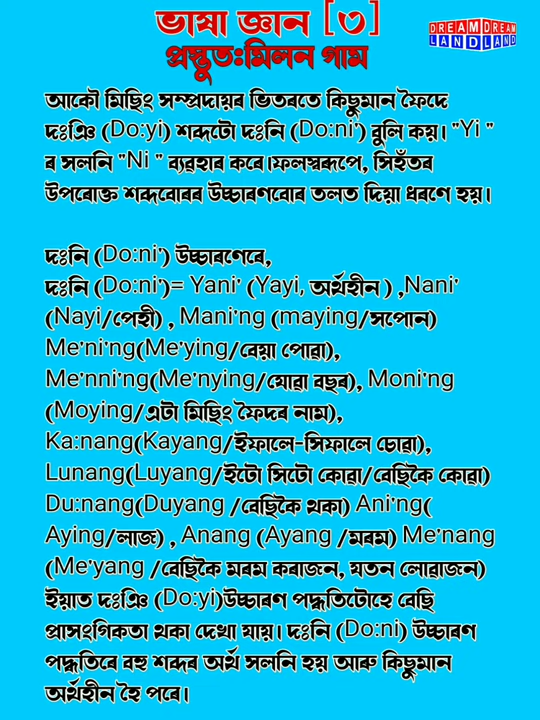 ভাষা জ্ঞান [৩]
প্ৰস্তুতঃমিলন গাম
DREAM DREAM
LAND LAND
আকৌ মিছিং সম্প্ৰদায়ৰ ভিতৰতে কিছুমান ফৈদে
দঃঞি (Do:yi) শব্দটো দঃনি (Do:ni') বুলি কয়। "Yi "
ৰ সলনি "Ni " ব্যৱহাৰ কৰে।ফলস্বৰূপে, সিহঁতৰ
উপৰোক্ত শব্দবোৰৰ উচ্চাৰণবোৰ তলত দিয়া ধৰণে হয়।
দঃনি (Do:ni') উচ্চাৰণেৰে,
দঃনি (Do:ni')= Yani' (Yayi, অৰ্থহীন ) ,Nani'
(Nayi/পেহী) , Mani'ng (maying/সপোন)
Me'ni'ng(Me'ying/বেয়া পোৱা),
Me'nni'ng(Me'nying/যোৱা বছৰ), Moni'ng
(Moying/এটা মিছিং ফৈদৰ নাম),
Ka:nang(Kayang/ইফালে-সিফালে চোৱা),
Lunang(Luyang/ইটো সিটো কোৱা/বেছিকৈ কোৱা)
Du:nang(Duyang /বেছিকৈ থকা) Ani'ng(
Aying/লাজ) , Anang (Ayang /মৰম) Me'nang
(Me'yang /বেছিকৈ মৰম কৰাজন, যতন লোৱাজন)
ইয়াত দঃঞি (Do:yi)উচ্চাৰণ পদ্ধতিটোহে বেছি
প্ৰাসংগিকতা থকা দেখা যায়। দঃনি (Do:ni) উচ্চাৰণ
পদ্ধতিৰে বহু শব্দৰ অৰ্থ সলনি হয় আৰু কিছুমান
অৰ্থহীন হৈ পৰে।